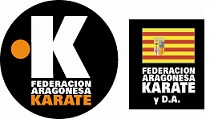 K
FEDERACION
ARAGONESA
KARATE
FEDERACION
ARAGONESA
KARATE
y D.A.